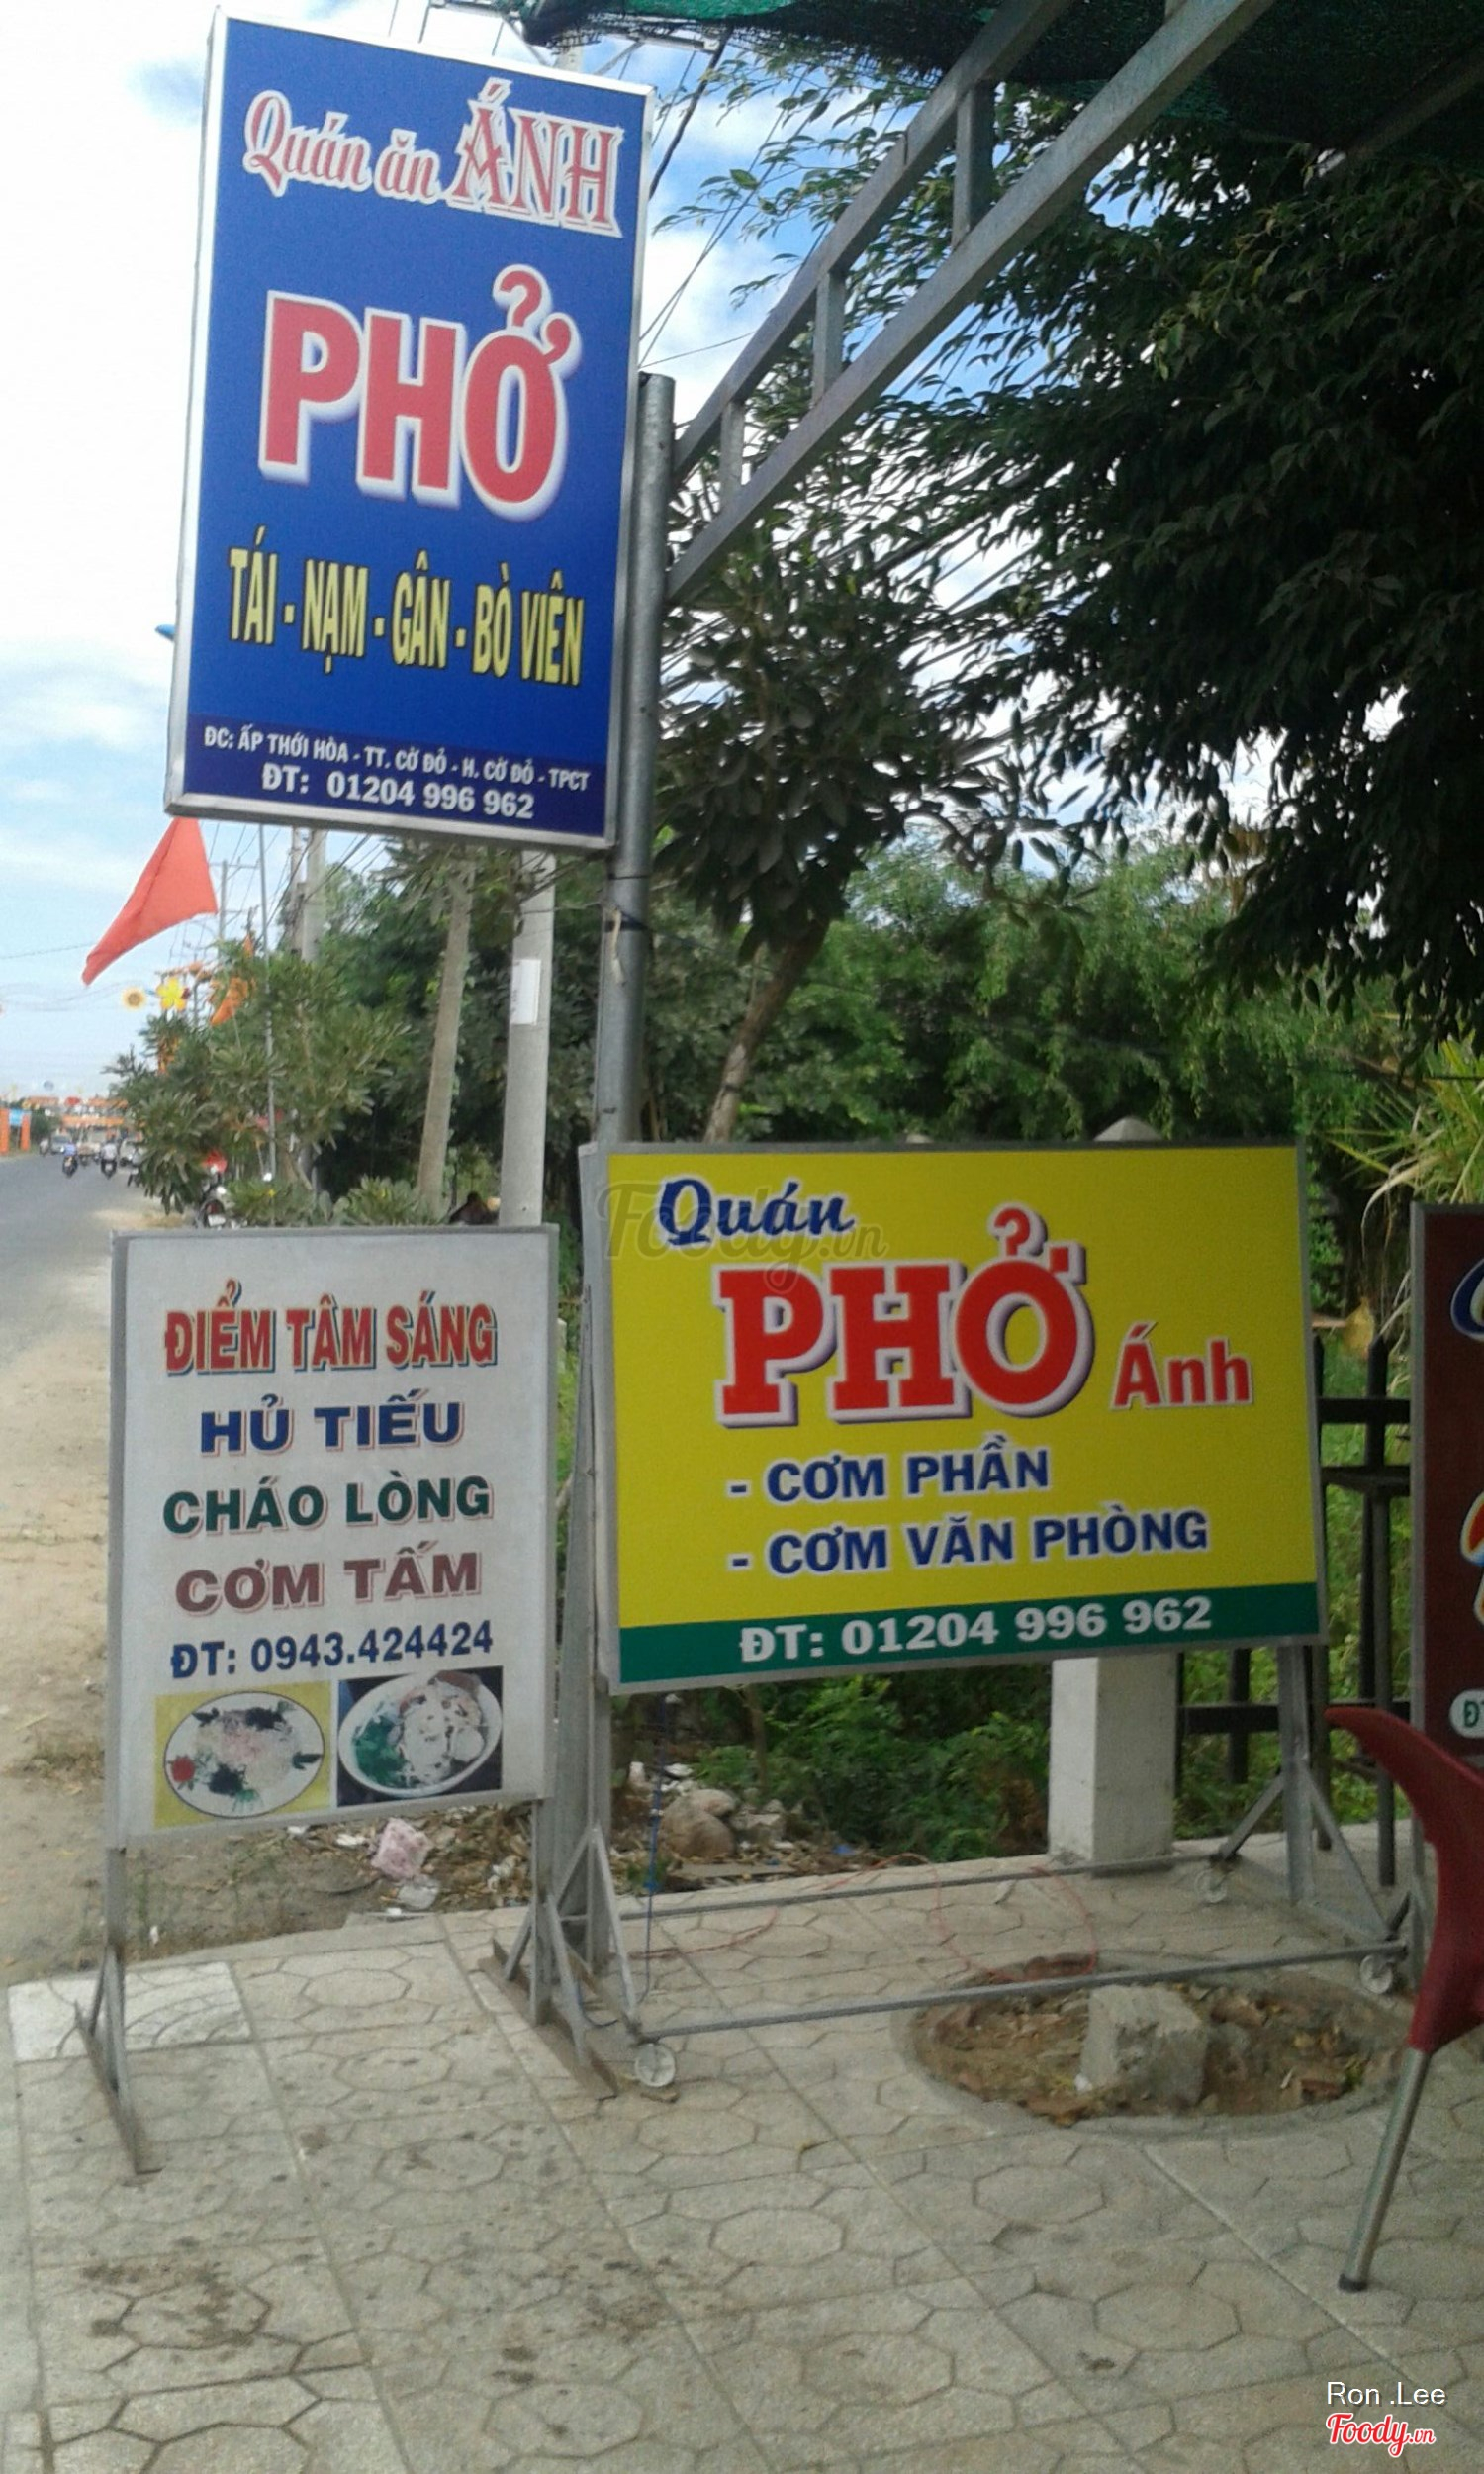 Quán ăn ÁNH
PHỞ
TÁI - NẠM - GÂN - BÒ VIÊN
ĐC: ẤP THỚI HÒA - TT. CỜ ĐỎ - H. CỜ ĐỎ - TPCT
ĐT: 01204 996 962
Quán
PHỞ Ánh
- CƠM PHẦN
- CƠM VĂN PHÒNG
ĐT: 01204 996 962
ĐIỂM TÂM SÁNG
HỦ TIẾU
CHÁO LÒNG
CƠM TẤM
ĐT: 0943.424424
Foody.vn
Ron .Lee
Foody.vn